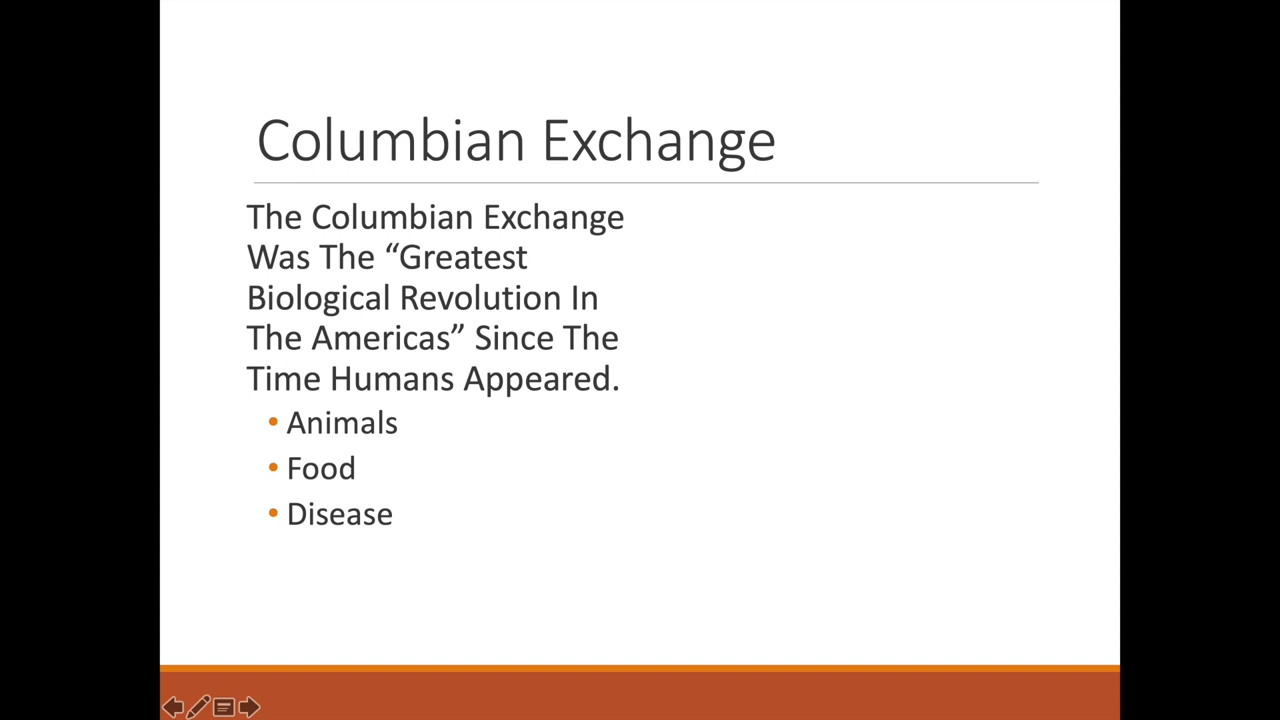 Columbian Exchange
The Columbian Exchange
Was The “Greatest
Biological Revolution In
The Americas” Since The
Time Humans Appeared.
• Animals
• Food
• Disease